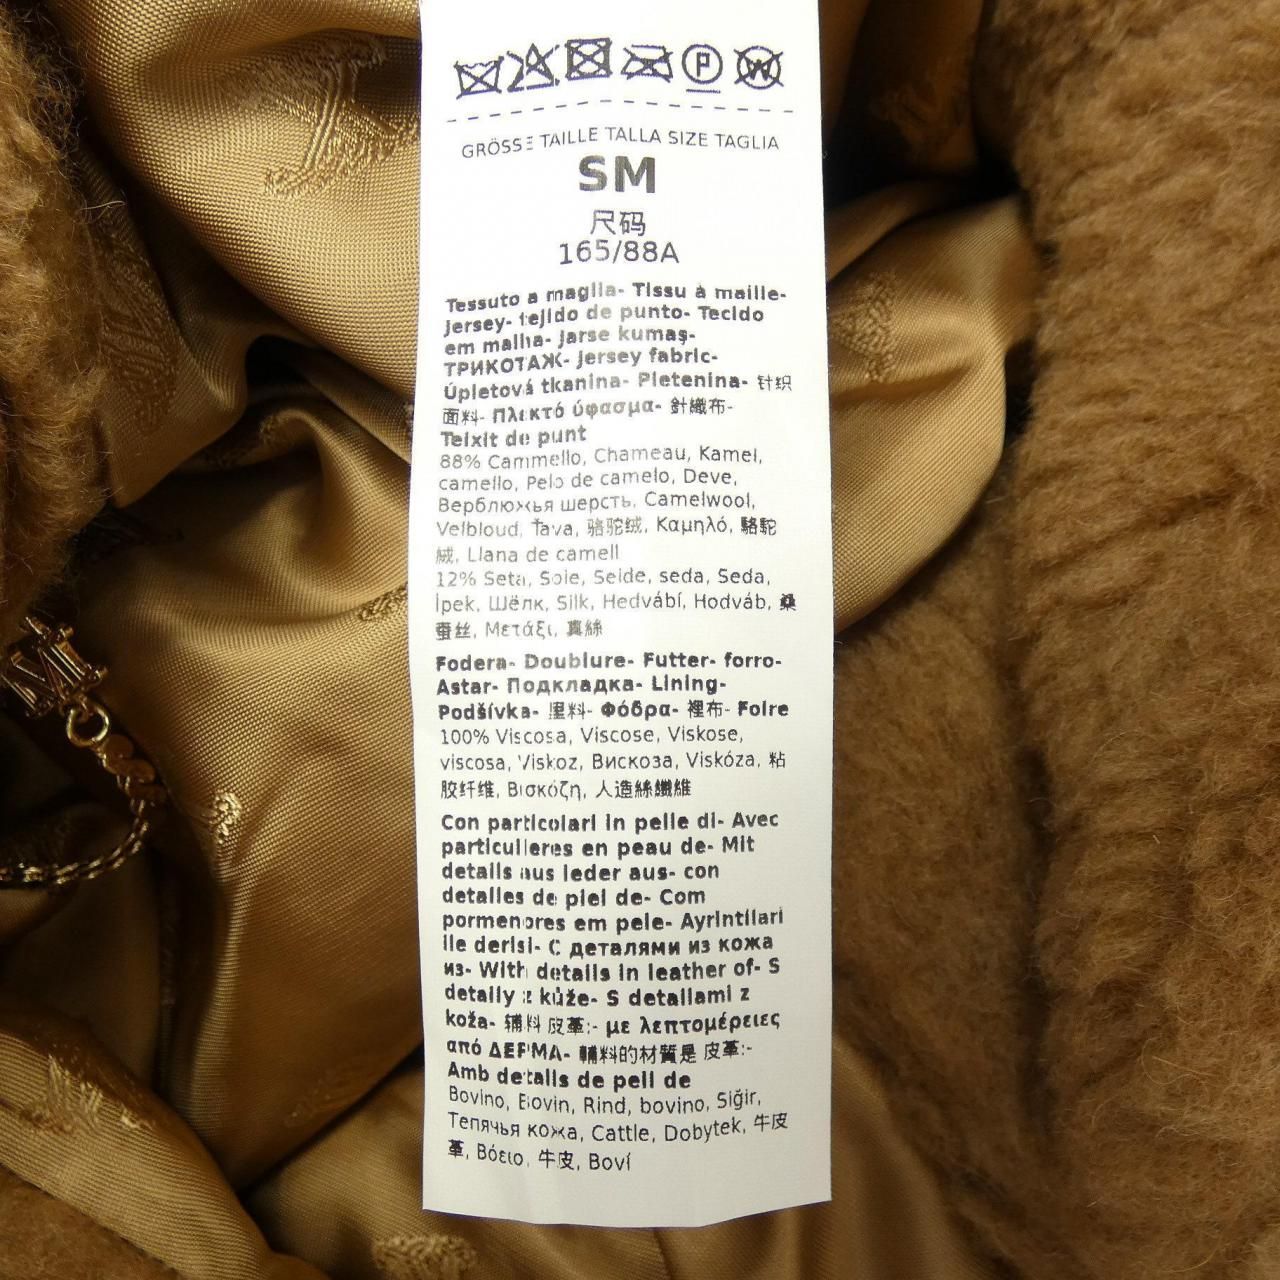 P W
GRÖSSE TAILLE TALLA SIZE TAGLIA
SM
尺码
165/88A
Tessuto a maglia- Tissu à maille-
Jersey- tejido de punto- Tecido
em malha- Jarse kumaş-
ТРИКОТАЖ- Jersey fabric-
Úpletová tkanina- Pletenina- 针织
面料- Πλεκτό ύφασμα- 針織布-
Teixit de punt
88% Cammello, Chameau, Kamel,
camello, Pelo de camelo, Deve,
Верблюжья шерсть, Camelwool,
Velbloud, Ťava, 骆驼绒, Καμηλό, 駱駝
絨, Llana de camell
12% Seta, Soie, Seide, seda, Seda,
İpek, Шёлк, Silk, Hedvábí, Hodváb, 桑
蚕丝, Μετάξι, 真絲
Fodera- Doublure- Futter- forro-
Astar- Подкладка- Lining-
Podšívka- 里料- Φόδρα- 裡布- Folre
100% Viscosa, Viscose, Viskose,
viscosa, Viskoz, Вискоза, Viskóza, 粘
胶纤维, Βισκόζη, 人造絲纖維
Con particolari in pelle di- Avec
particulieres en peau de- Mit
details aus leder aus- con
detalles de piel de- Com
pormenores em pele- Ayrintilari
ile derisi- С деталями из кожа
из- With details in leather of- S
detaily z kůže- S detailami z
koža- 辅料 皮革:- με λεπτομέρειες
από ΔΕΡΜΑ- 輔料的材質是 皮革:-
Amb detalls de pell de
Bovino, Bovin, Rind, bovino, Siğir,
Тепячья кожа, Cattle, Dobytek, 牛皮
革, Βόειο, 牛皮, Boví